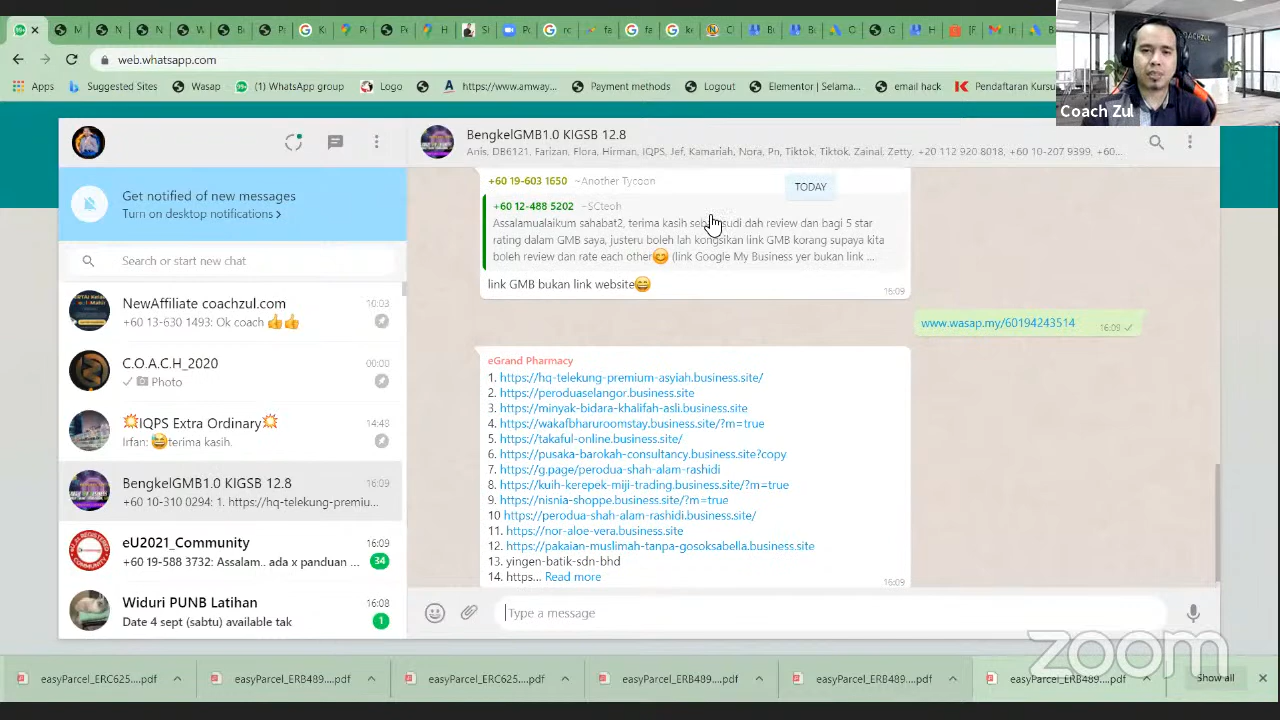 web.whatsapp.com
Apps
Suggested Sites
Wasap
(1) WhatsApp group
Logo
https://www.amway...
Payment methods
Logout
Elementor | Selama...
email hack
Pendaftaran Kursu
COACHZUL
Coach Zul
Get notified of new messages
Turn on desktop notifications >
Search or start new chat
NewAffiliate coachzul.com
10:03
+60 13-630 1493: Ok coach 👍👍
C.O.A.C.H_2020
00:00
Photo
💥IQPS Extra Ordinary💥
14:48
Irfan: 😅terima kasih.
BengkelGMB1.0 KIGSB 12.8
16:09
+60 10-310 0294: 1. https://hq-telekung-premiu...
eU2021_Community
16:09
+60 19-588 3732: Assalam.. ada x panduan ...
34
Widuri PUNB Latihan
16:08
Date 4 sept (sabtu) available tak
1
BengkelGMB1.0 KIGSB 12.8
Anis, DB6121, Farizan, Flora, Hirman, IQPS, Jef, Kamariah, Nora, Pn, Tiktok, Tiktok, Zainal, Zetty, +20 112 920 8018, +60 10-207 9399, +60...
+60 19-603 1650 ~Another Tycoon
TODAY
+60 12-488 5202 ~SCteoh
Assalamualaikum sahabat2, terima kasih sebab sudi dah review dan bagi 5 star
rating dalam GMB saya, justeru boleh lah kongsikan link GMB korang supaya kita
boleh review dan rate each other😊 (link Google My Business yer bukan link ...
link GMB bukan link website😄
16:09
www.wasap.my/60194243514
16:09
eGrand Pharmacy
1. https://hq-telekung-premium-asyiah.business.site/
2. https://peroduaselangor.business.site
3. https://minyak-bidara-khalifah-asli.business.site
4. https://wakafbharuroomstay.business.site/?m=true
5. https://takaful-online.business.site/
6. https://pusaka-barokah-consultancy.business.site?copy
7. https://g.page/perodua-shah-alam-rashidi
8. https://kuih-kerepek-miji-trading.business.site/?m=true
9. https://nisnia-shoppe.business.site/?m=true
10 https://perodua-shah-alam-rashidi.business.site/
11. https://nor-aloe-vera.business.site
12. https://pakaian-muslimah-tanpa-gosoksabella.business.site
13. yingen-batik-sdn-bhd
14. https... Read more
16:09
Type a message
zoom
easyParcel_ERC625....pdf
easyParcel_ERB489....pdf
easyParcel_ERC625....pdf
easyParcel_ERB489....pdf
easyParcel_ERB489....pdf
easyParcel_ERB489....pdf
Show all